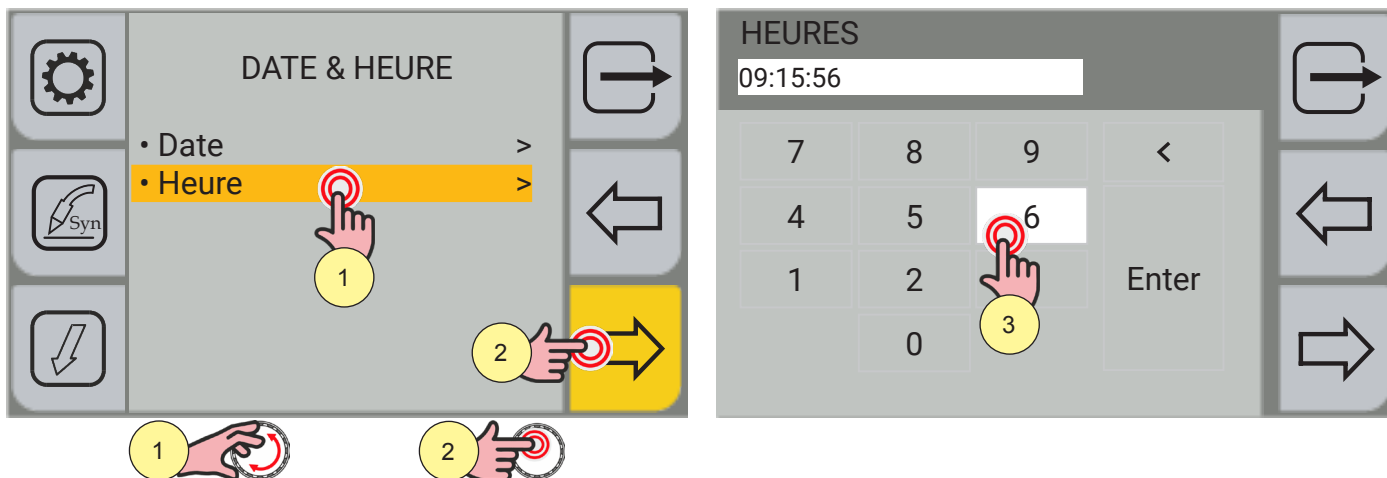 DATE & HEURE
• Date >
• Heure >
Syn
1
2
1
2
HEURES
09:15:56
7 8 9 <
4 5 6
1 2 Enter
0
3